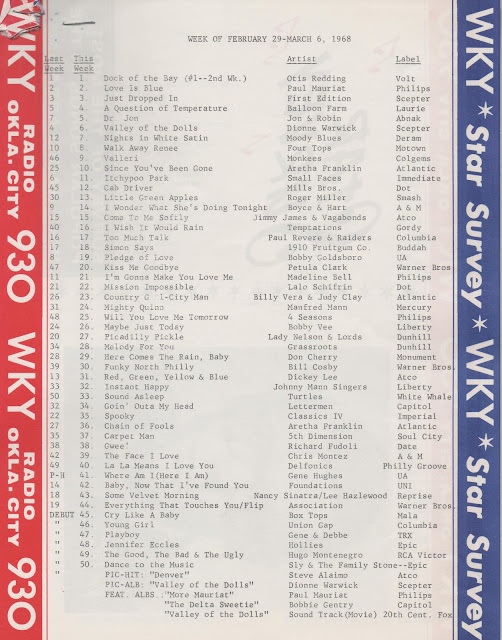 WKY RADIO OKLA. CITY 930
WKY RADIO OKLA. CITY 930
WKY * Star Survey * WKY * Star Survey
WEEK OF FEBRUARY 29-MARCH 6, 1968
Last Week This Week Artist Label
1 1. Dock of the Bay (#1--2nd Wk.) Otis Redding Volt
2 2. Love Is Blue Paul Mauriat Philips
3 3. Just Dropped In First Edition Scepter
5 4. A Question of Temperature Balloon Farm Laurie
7 5. Dr. Jon Jon & Robin Abnak
4 6. Valley of the Dolls Dionne Warwick Scepter
12 7. Nights in White Satin Moody Blues Deram
10 8. Walk Away Renee Four Tops Motown
46 9. Valleri Monkees Colgems
25 10. Since You've Been Gone Aretha Franklin Atlantic
6 11. Itchypoo Park Small Faces Immediate
45 12. Cab Driver Mills Bros. Dot
30 13. Little Green Apples Roger Miller Smash
9 14. I Wonder What She's Doing Tonight Boyce & Hart A & M
15 15. Come To Me Softly Jimmy James & Vagabonds Atco
40 16. I Wish It Would Rain Temptations Gordy
16 17. Too Much Talk Paul Revere & Raiders Columbia
17 18. Simon Says 1910 Fruitgum Co. Buddah
8 19. Pledge of Love Bobby Goldsboro UA
47 20. Kiss Me Goodbye Petula Clark Warner Bros
11 21. I'm Gonna Make You Love Me Madeline Bell Philips
22. Mission Impossible Lalo Schifrin Dot
26 23. Country Girl-City Man Billy Vera & Judy Clay Atlantic
31 24. Mighty Quinn Manfred Mann Mercury
48 25. Will You Love Me Tomorrow 4 Seasons Philips
24 26. Maybe Just Today Bobby Vee Liberty
20 27. Picadilly Pickle Lady Nelson & Lords Dunhill
34 28. Melody For You Grassroots Dunhill
28 29. Here Comes The Rain, Baby Don Cherry Monument
39 30. Funky North Philly Bill Cosby Warner Bros.
13 31. Red, Green, Yellow & Blue Dickey Lee Atco
33 32. Instant Happy Johnny Mann Singers Liberty
50 33. Sound Asleep Turtles White Whale
32 34. Goin' Outa My Head Lettermen Capitol
22 35. Spooky Classics IV Imperial
27 36. Chain of Fools Aretha Franklin Atlantic
35 37. Carpet Man 5th Dimension Soul City
38 38. Gwee' Richard Fudoli Date
42 39. The Face I Love Chris Montez A & M
49 40. La La Means I Love You Delfonics Philly Groove
P-H 41. Where Am I(Here I Am) Gene Hughes UA
14 42. Baby, Now That I've Found You Foundations UNI
18 43. Some Velvet Morning Nancy Sinatra/Lee Hazlewood Reprise
19 44. Everything That Touches You/Flip Association Warner Bros.
DEBUT 45. Cry Like A Baby Box Tops Mala
" 46. Young Girl Union Gap Columbia
" 47. Playboy Gene & Debbe TRX
" 48. Jennifer Eccles Hollies Epic
" 49. The Good, The Bad & The Ugly Hugo Montenegro RCA Victor
" 50. Dance to the Music Sly & The Family Stone--Epic
" PIC-HIT: "Denver" Steve Alaimo Atco
PIC-ALB: "Valley of the Dolls" Dionne Warwick Scepter
FEAT. ALBS.:"More Mauriat" Paul Mauriat Philips
"The Delta Sweetie" Bobbie Gentry Capitol
"Valley of the Dolls" Sound Track(Movie) 20th Cent. Fox